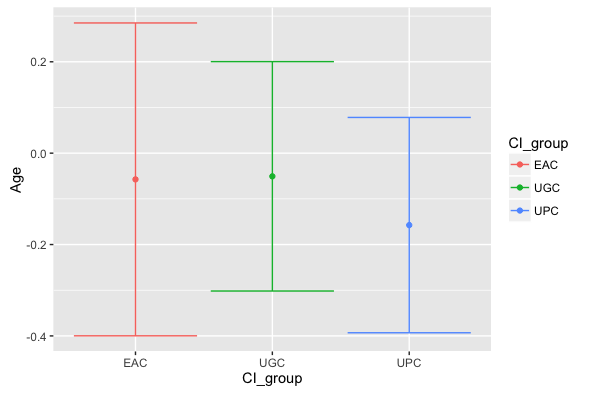 Age
0.2
0.0
-0.2
-0.4
EAC UGC UPC
CI_group
CI_group
EAC
UGC
UPC